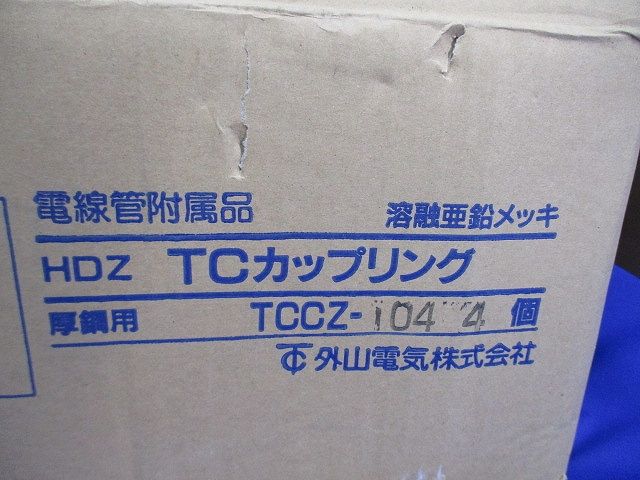 電線管附属品 溶融亜鉛メッキ
HDZ TCカップリング
厚鋼用 TCCZ-104 4 個
外山電気株式会社